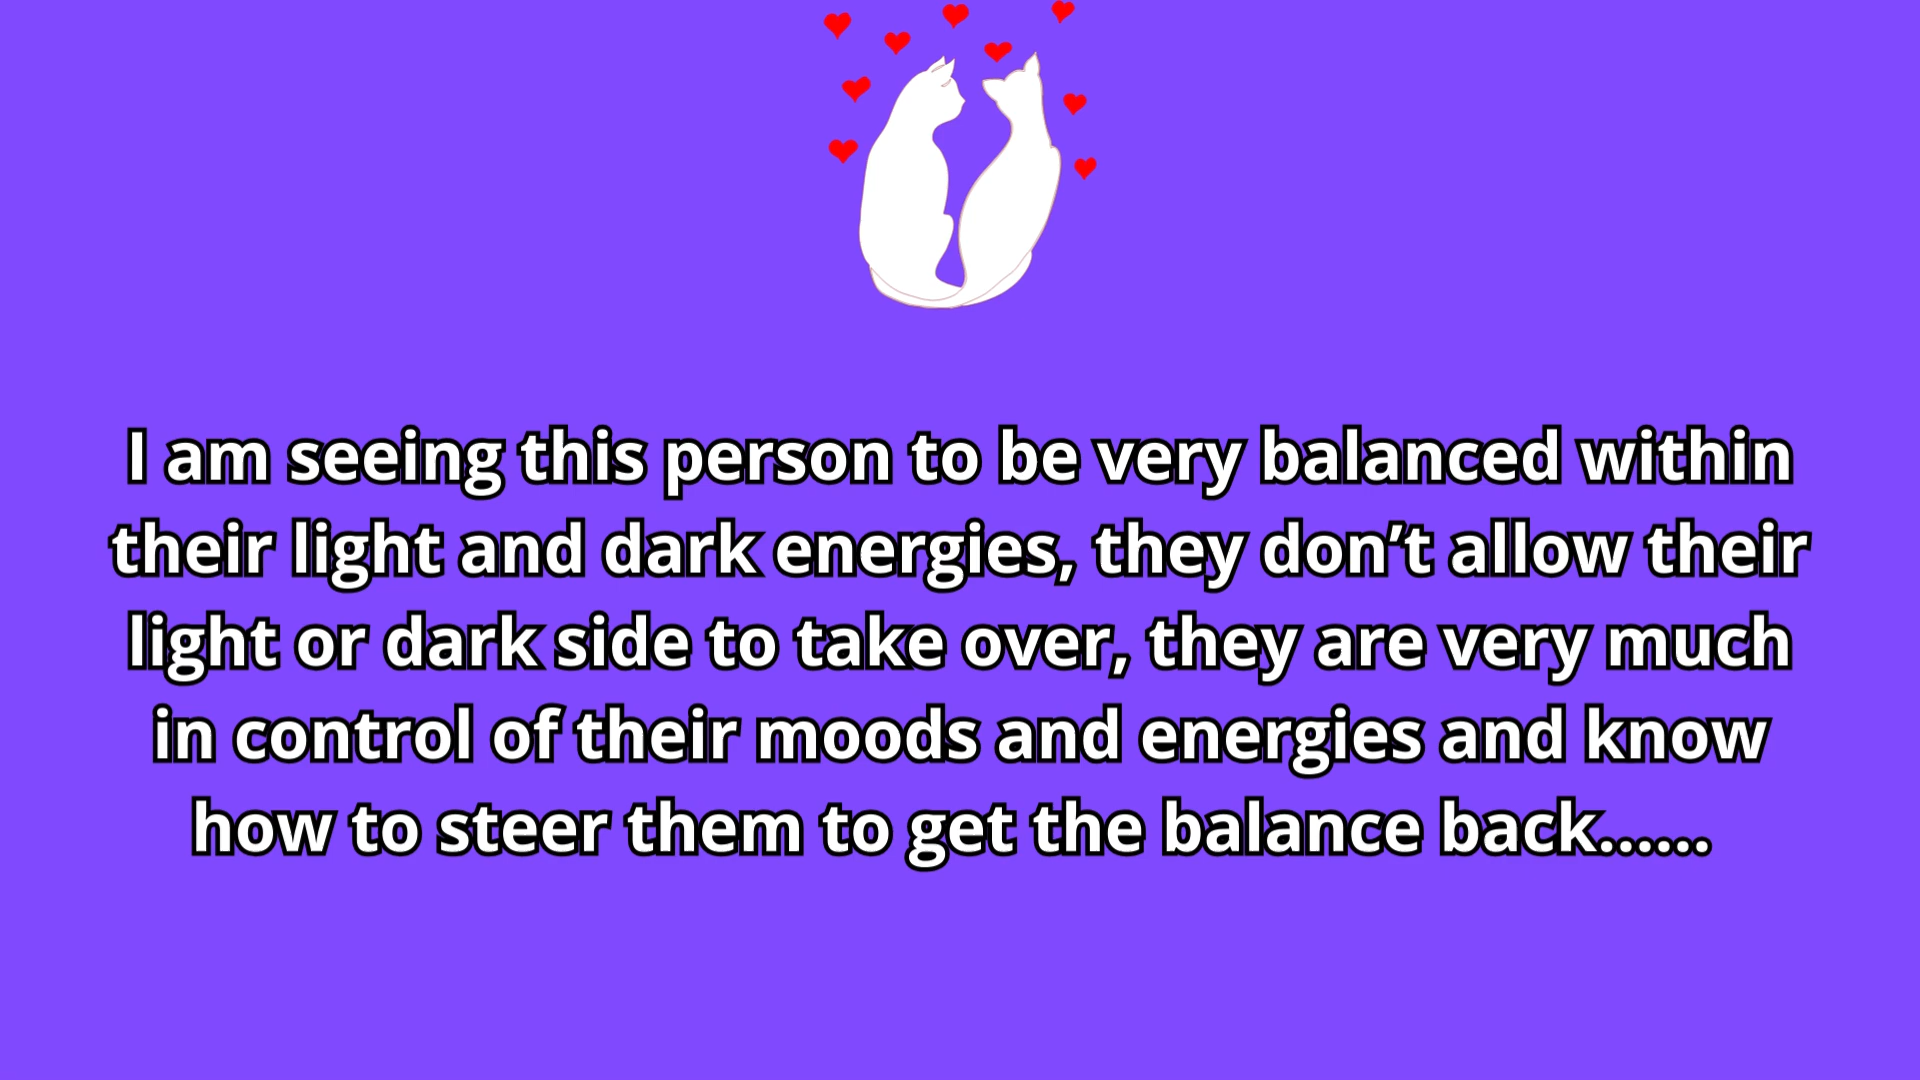 I am seeing this person to be very balanced within
their light and dark energies, they don’t allow their
light or dark side to take over, they are very much
in control of their moods and energies and know
how to steer them to get the balance back......